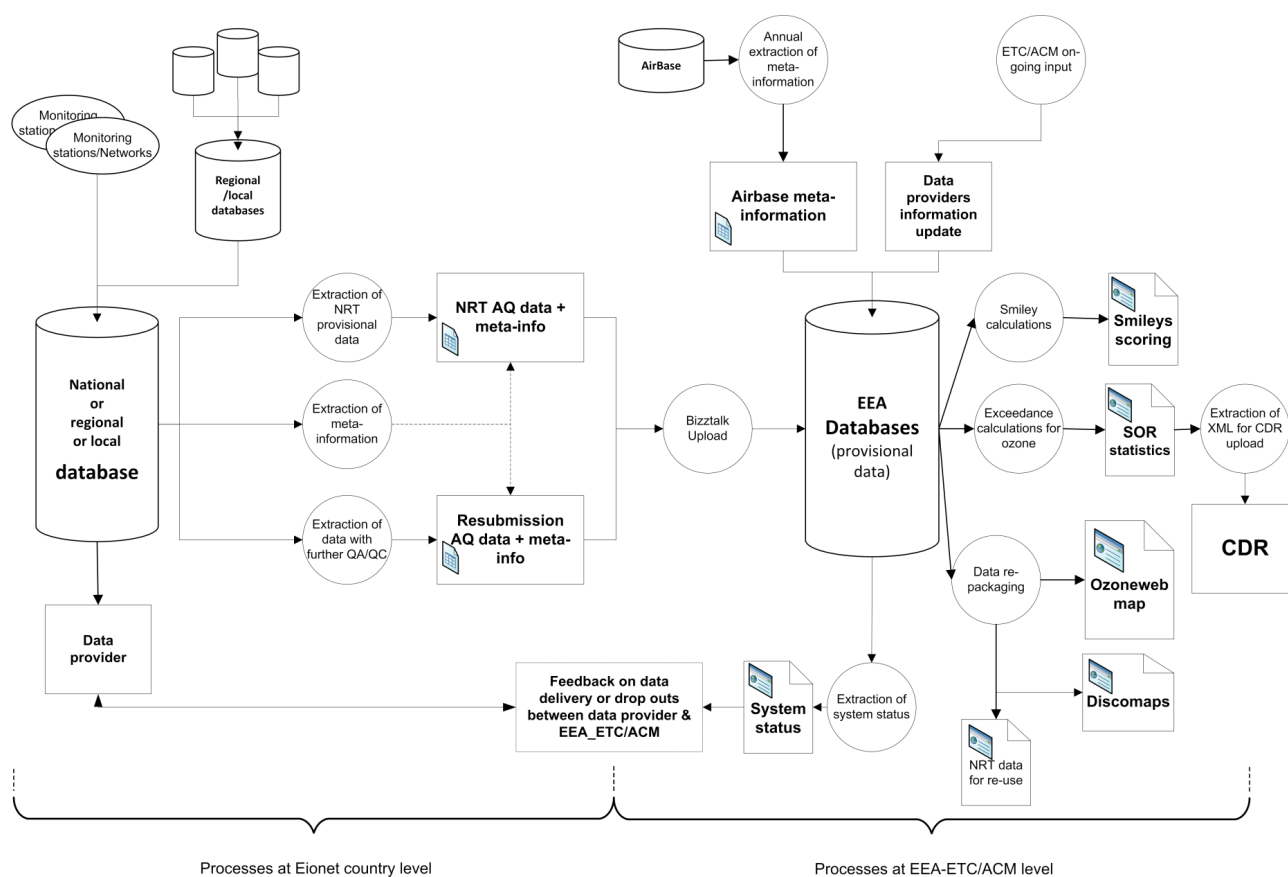 AirBase
Annual
extraction of
meta-
information
ETC/ACM on-
going input
Monitoring
station
Monitoring
stations/Networks
Regional
/local
databases
Airbase meta-
information
Data
providers
information
update
Extraction of
NRT
provisional
data
NRT AQ data +
meta-info
Smiley
calculations
Smileys
scoring
National
or
regional
or local
database
Extraction of
meta-
information
Bizztalk
Upload
EEA
Databases
(provisional
data)
Exceedance
calculations for
ozone
SOR
statistics
Extraction of
XML for CDR
upload
Extraction of
data with
further QA/QC
Resubmission
AQ data + meta-
info
CDR
Data re-
packaging
Ozoneweb
map
Data
provider
Feedback on data
delivery or drop outs
between data provider &
EEA_ETC/ACM
System
status
Extraction of
system status
Discomaps
NRT data
for re-use
Processes at Eionet country level
Processes at EEA-ETC/ACM level